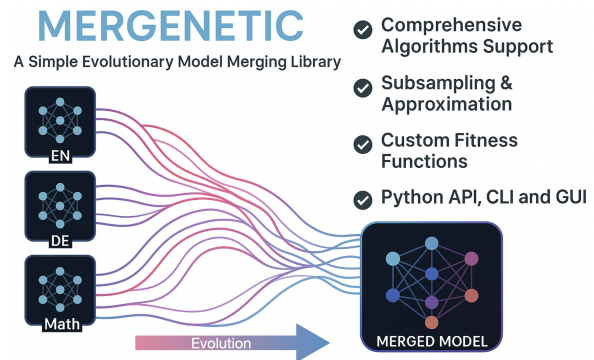 MERGENETIC
A Simple Evolutionary Model Merging Library
EN
DE
Math
Evolution
Comprehensive
Algorithms Support
Subsampling &
Approximation
Custom Fitness
Functions
Python API, CLI and GUI
MERGED MODEL